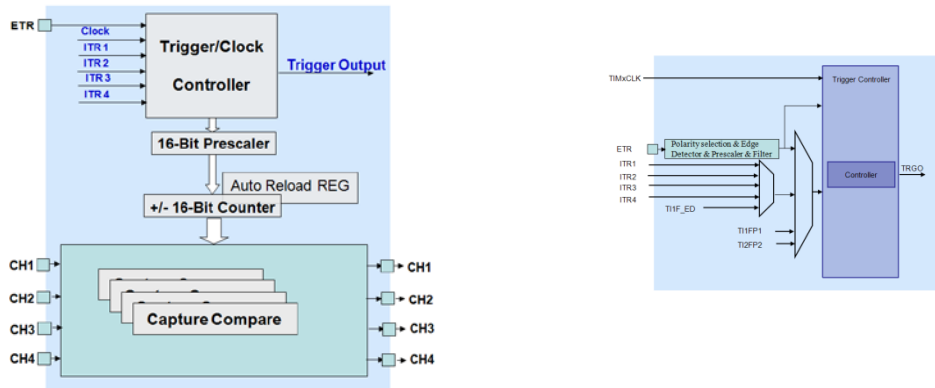 ETR
Clock
ITR 1
ITR 2
ITR 3
ITR 4
Trigger/Clock
Controller
Trigger Output
16-Bit Prescaler
Auto Reload REG
+/- 16-Bit Counter
CH1
CH2
CH3
CH4
Capture Compare
CH1
CH2
CH3
CH4
TIMxCLK
Trigger Controller
ETR
Polarity selection & Edge
Detector & Prescaler & Filter
ITR1
ITR2
ITR3
ITR4
TI1F_ED
TI1FP1
TI2FP2
Controller
TRGO